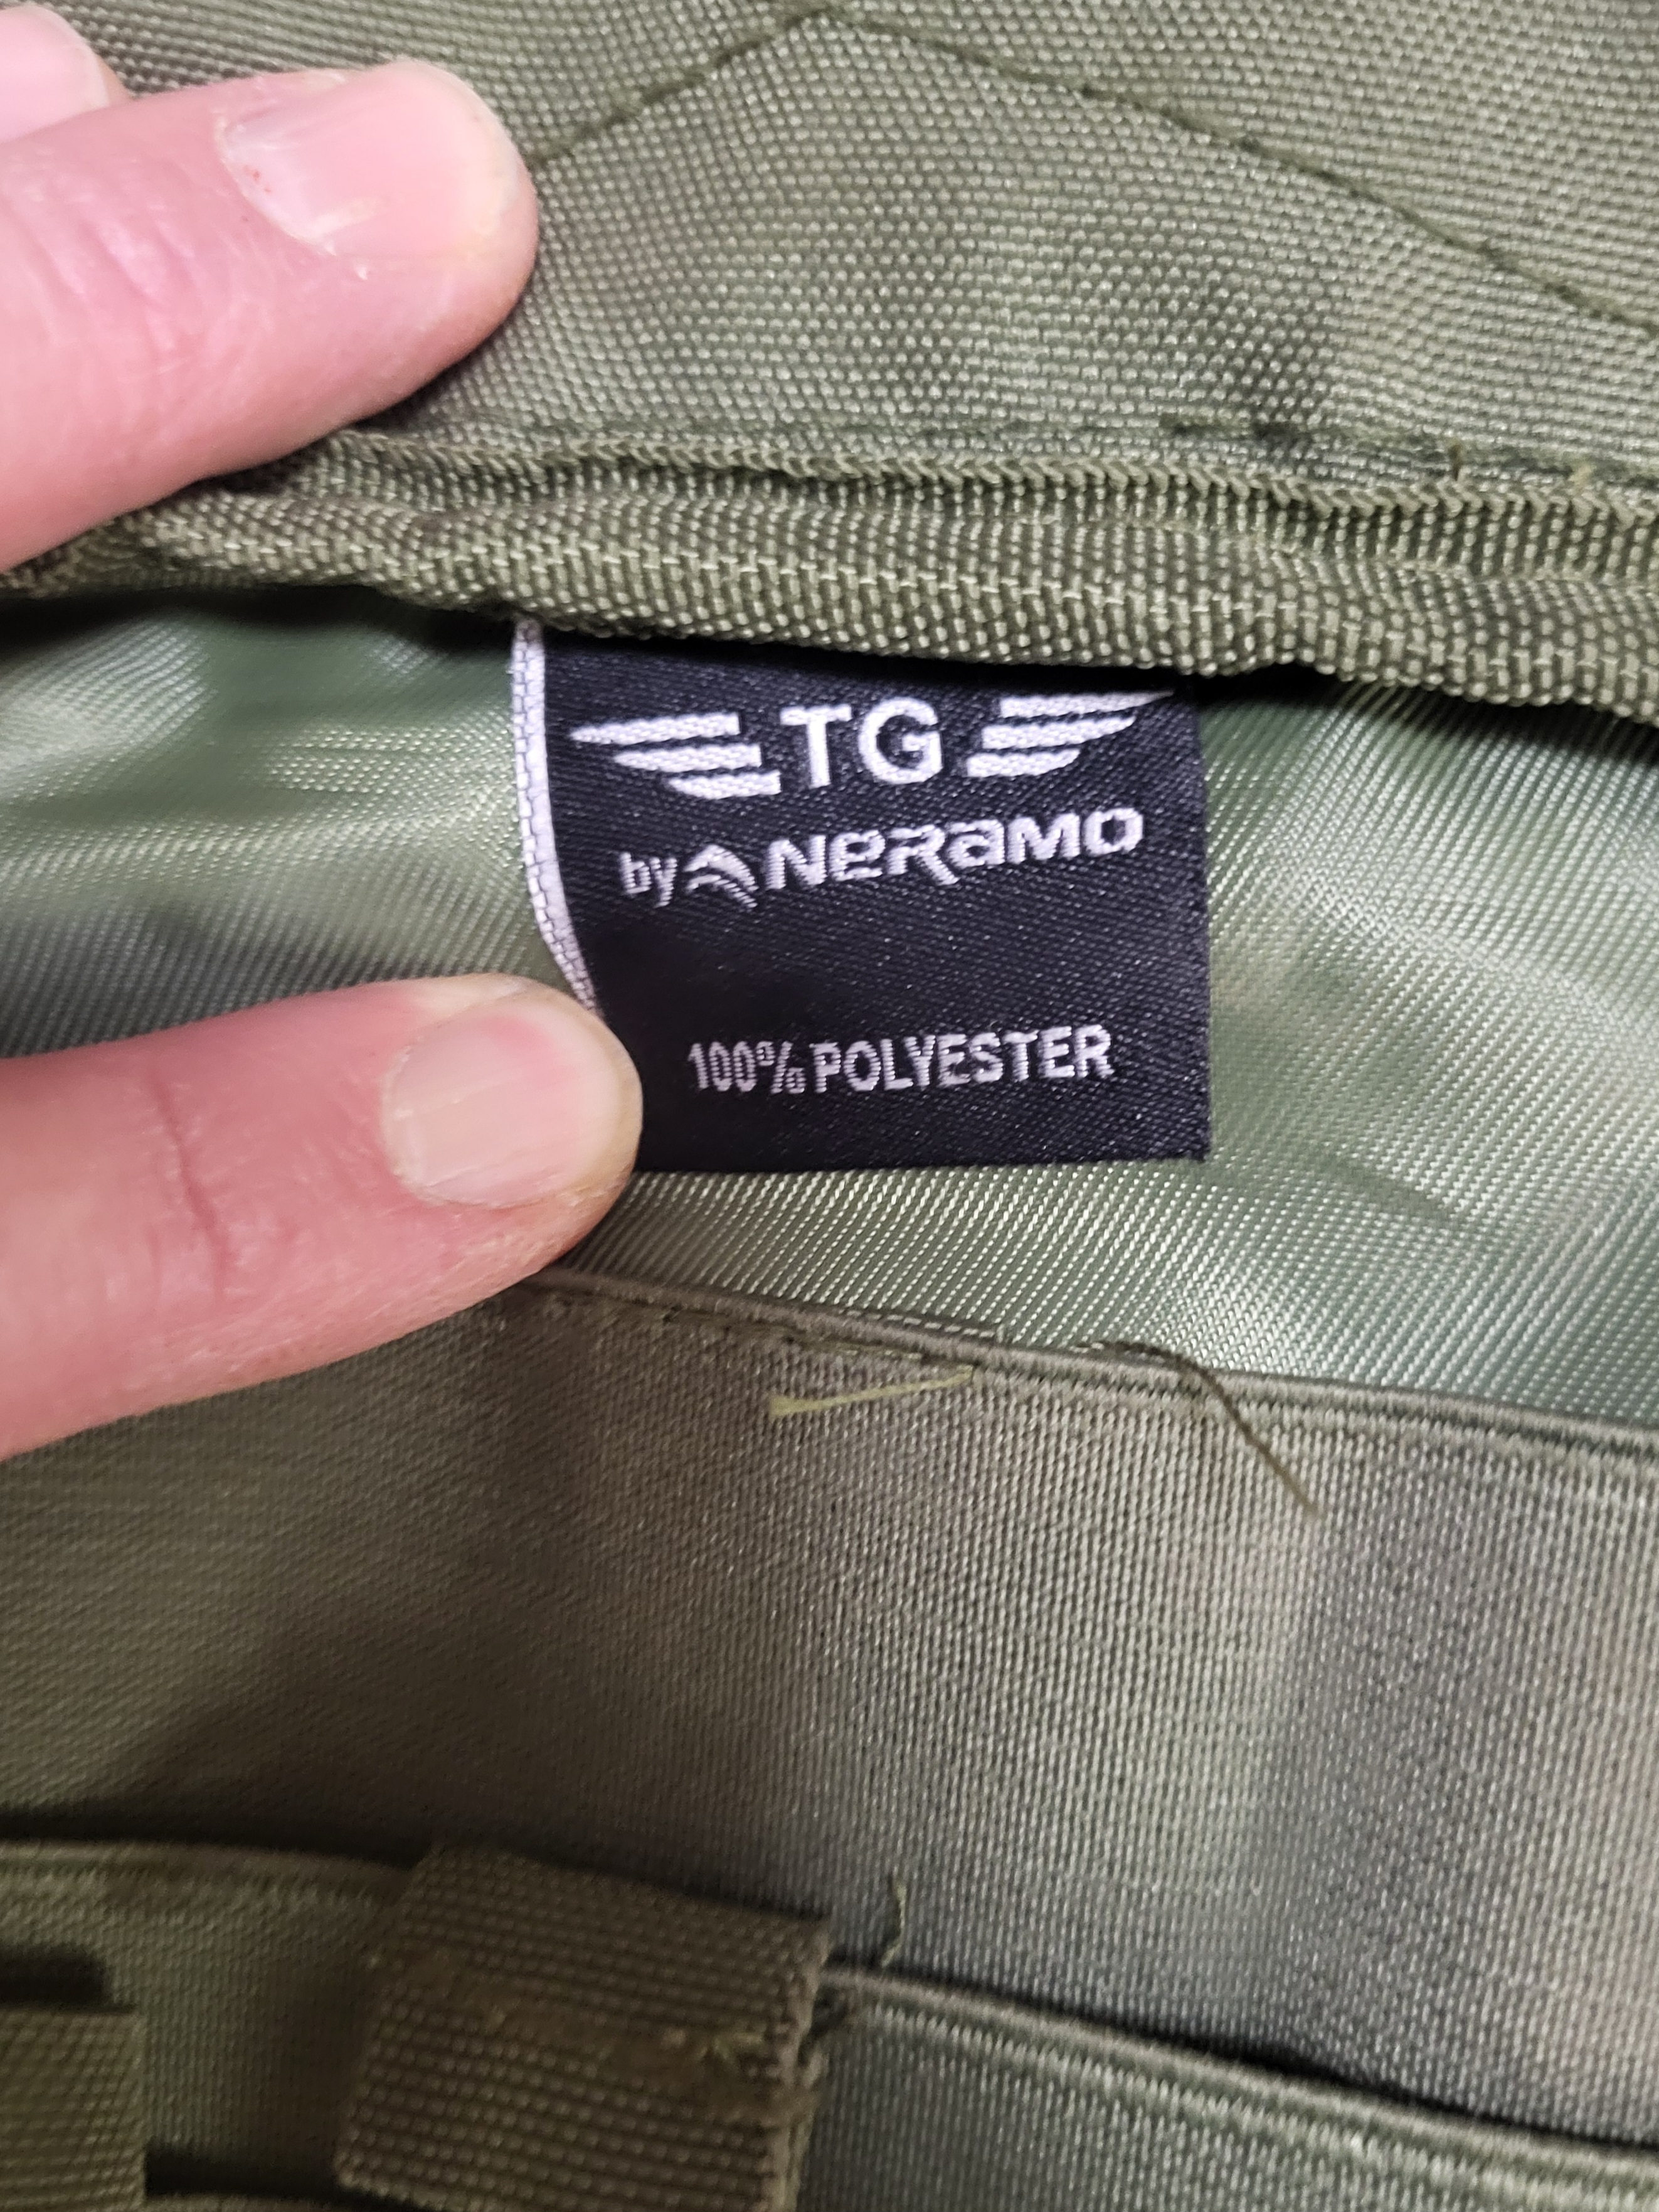 TG
by NeRaMO
100% POLYESTER